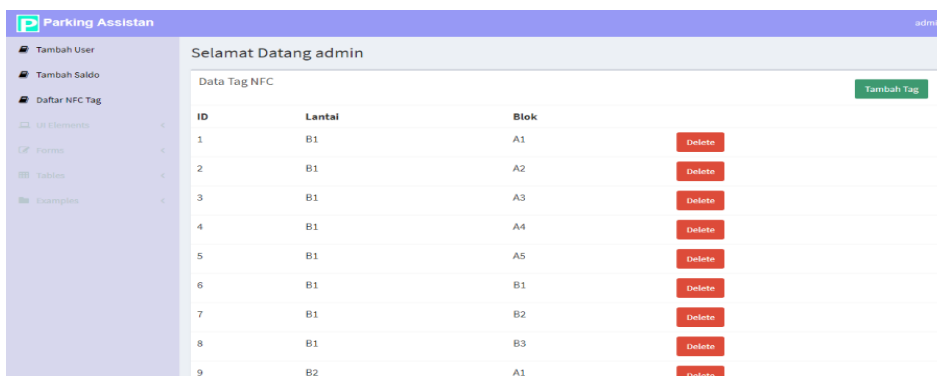 Parking Assistan
admi
Tambah User
Tambah Saldo
Daftar NFC Tag
UI Elements
Forms
Tables
Examples
Selamat Datang admin
Data Tag NFC
Tambah Tag
ID Lantai Blok
1 B1 A1 Delete
2 B1 A2 Delete
3 B1 A3 Delete
4 B1 A4 Delete
5 B1 A5 Delete
6 B1 B1 Delete
7 B1 B2 Delete
8 B1 B3 Delete
9 B2 A1 Delete